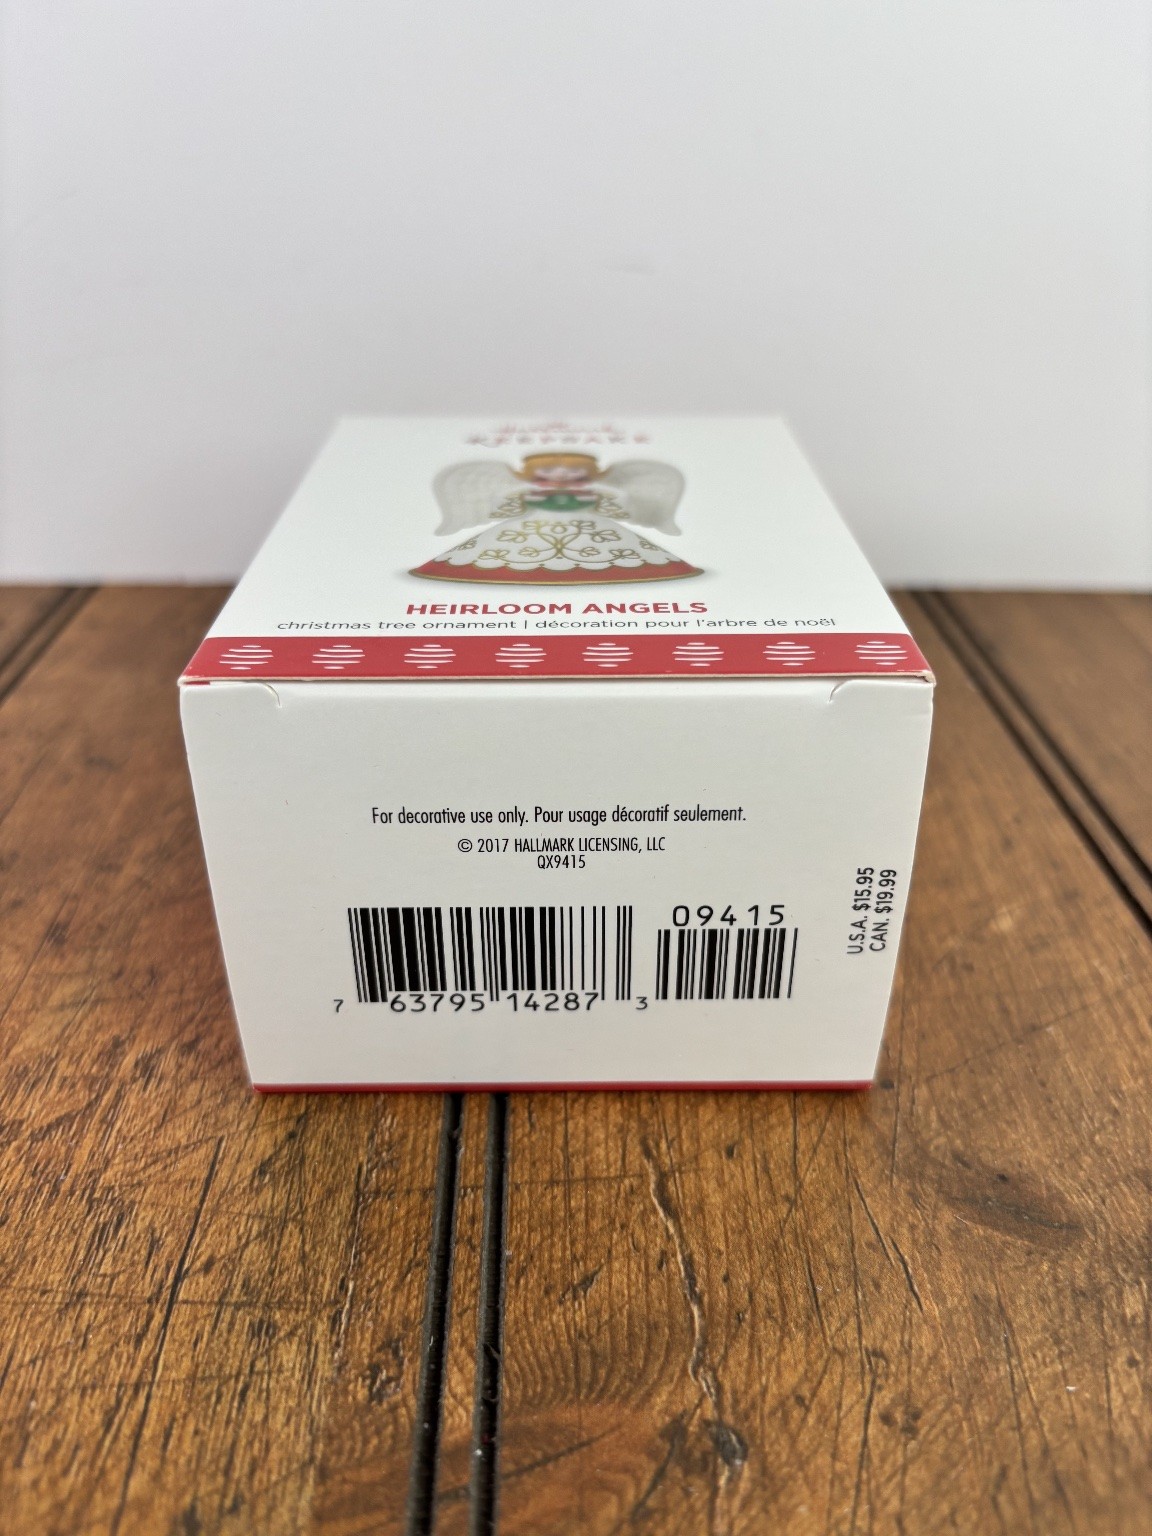 KEEPSAKE
HEIRLOOM ANGELS
christmas tree ornament | décoration pour l'arbre de noël
For decorative use only. Pour usage décoratif seulement.
© 2017 HALLMARK LICENSING, LLC
QX9415
09415
7 63795 14287 3
U.S.A. $15.95
CAN. $19.99